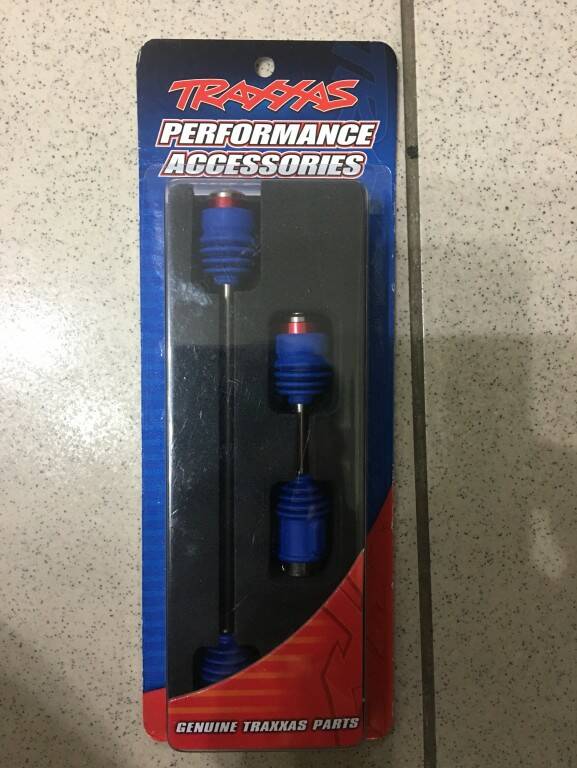 TRAXXAS
PERFORMANCE
ACCESSORIES
GENUINE TRAXXAS PARTS